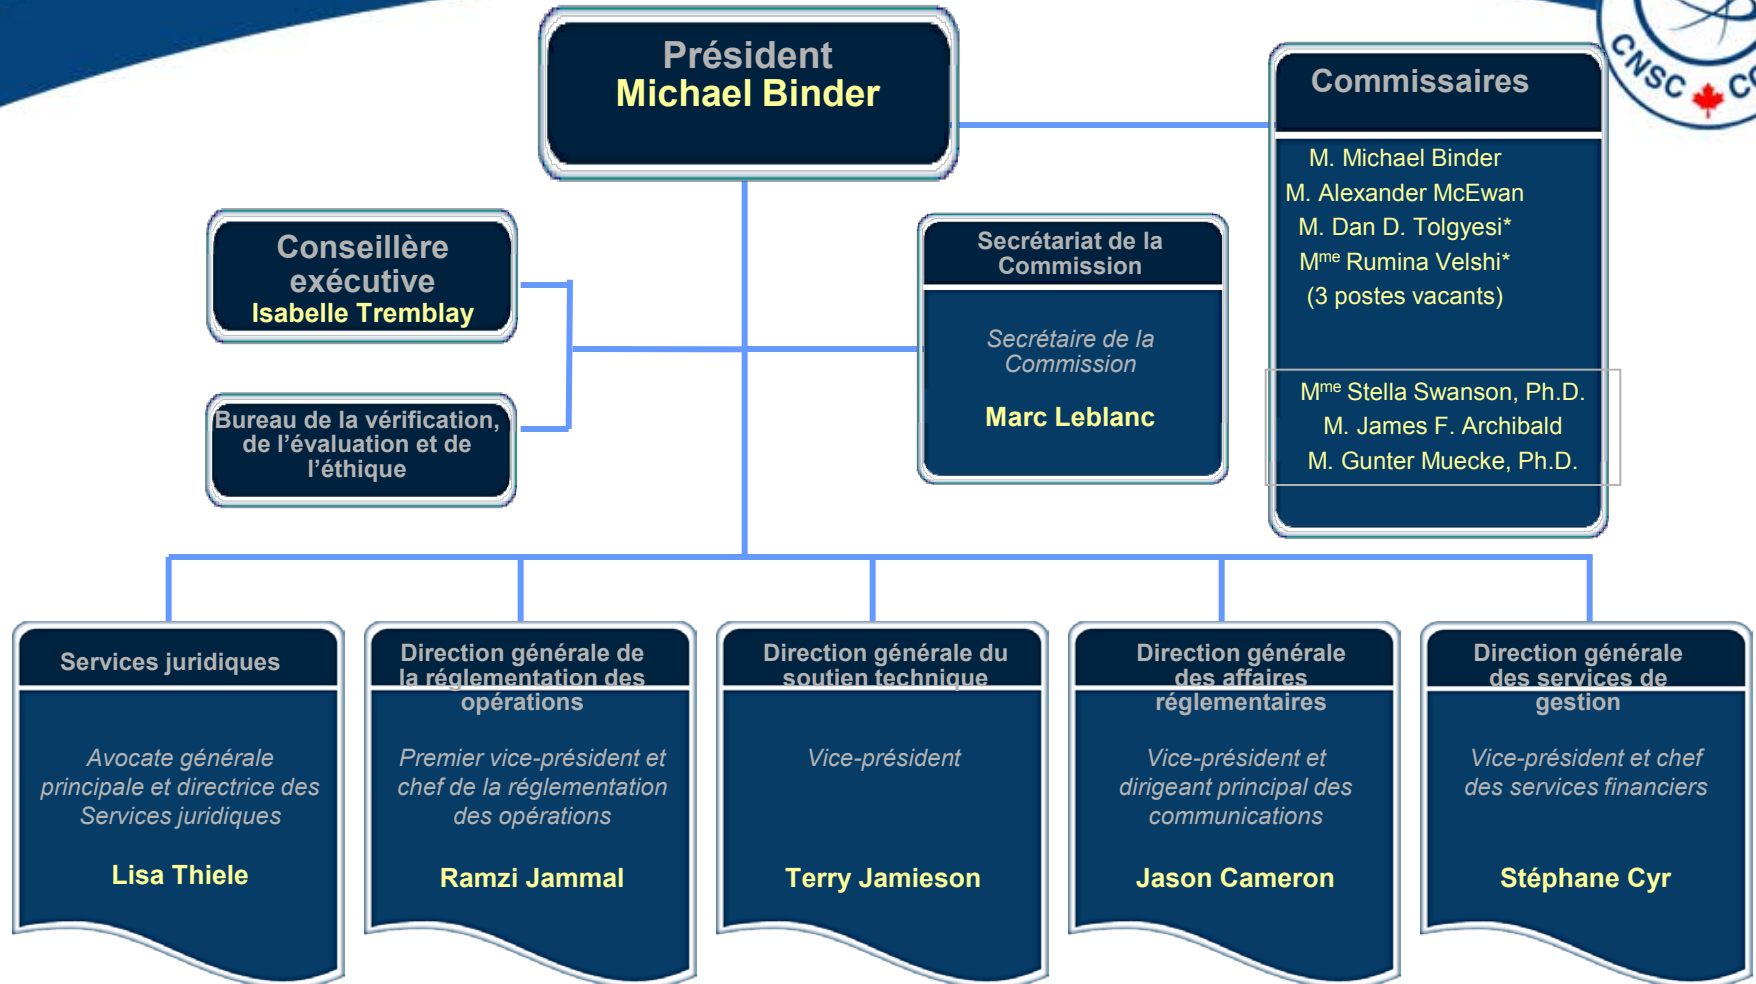 Président
Michael Binder
CNSC
Commissaires
M. Michael Binder
M. Alexander McEwan
M. Dan D. Tolgyesi*
Mme Rumina Velshi*
(3 postes vacants)
Mme Stella Swanson, Ph.D.
M. James F. Archibald
M. Gunter Muecke, Ph.D.
Conseillère
exécutive
Isabelle Tremblay
Secrétariat de la
Commission
Secrétaire de la
Commission
Marc Leblanc
Bureau de la vérification,
de l’évaluation et de
l’éthique
Services juridiques
Avocate générale
principale et directrice des
Services juridiques
Lisa Thiele
Direction générale de
la réglementation des
opérations
Premier vice-président et
chef de la réglementation
des opérations
Ramzi Jammal
Direction générale du
soutien technique
Vice-président
Terry Jamieson
Direction générale
des affaires
réglementaires
Vice-président et
dirigeant principal des
communications
Jason Cameron
Direction générale
des services de
gestion
Vice-président et chef
des services financiers
Stéphane Cyr